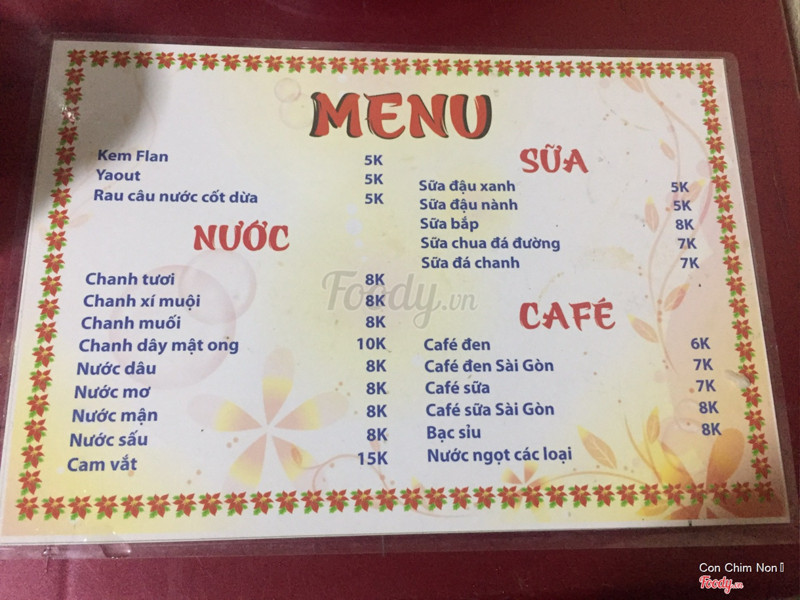 MENU
Kem Flan 5K
Yaout 5K
Rau câu nước cốt dừa 5K
NƯỚC
Chanh tươi 8K
Chanh xí muội 8K
Chanh muối 8K
Chanh dây mật ong 10K
Nước dâu 8K
Nước mơ 8K
Nước mận 8K
Nước sấu 8K
Cam vắt 15K
SỮA
Sữa đậu xanh 5K
Sữa đậu nành 5K
Sữa bắp 8K
Sữa chua đá đường 7K
Sữa đá chanh 7K
CAFÉ
Café đen 6K
Café đen Sài Gòn 7K
Café sữa 7K
Café sữa Sài Gòn 8K
Bạc sỉu 8K
Nước ngọt các loại
Foody.vn
Con Chim Non
Foody.vn